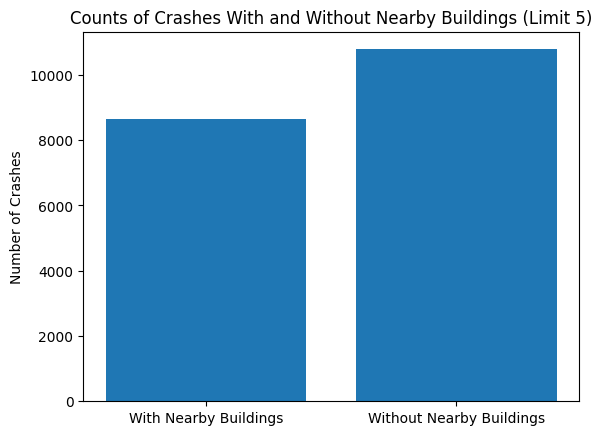 Counts of Crashes With and Without Nearby Buildings (Limit 5)
Number of Crashes
10000
8000
6000
4000
2000
0
With Nearby Buildings
Without Nearby Buildings